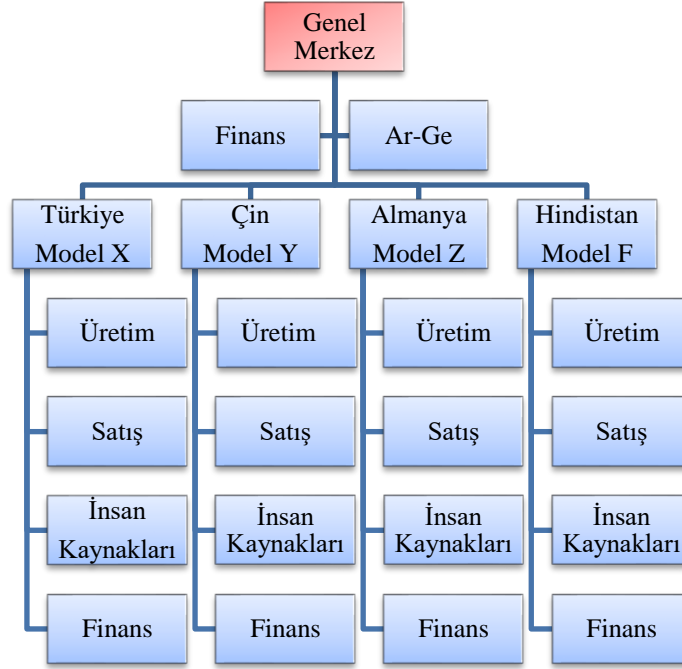 Genel
Merkez
Finans
Ar-Ge
Türkiye
Model X
Çin
Model Y
Almanya
Model Z
Hindistan
Model F
Üretim
Üretim
Üretim
Üretim
Satış
Satış
Satış
Satış
İnsan
Kaynakları
İnsan
Kaynakları
İnsan
Kaynakları
İnsan
Kaynakları
Finans
Finans
Finans
Finans